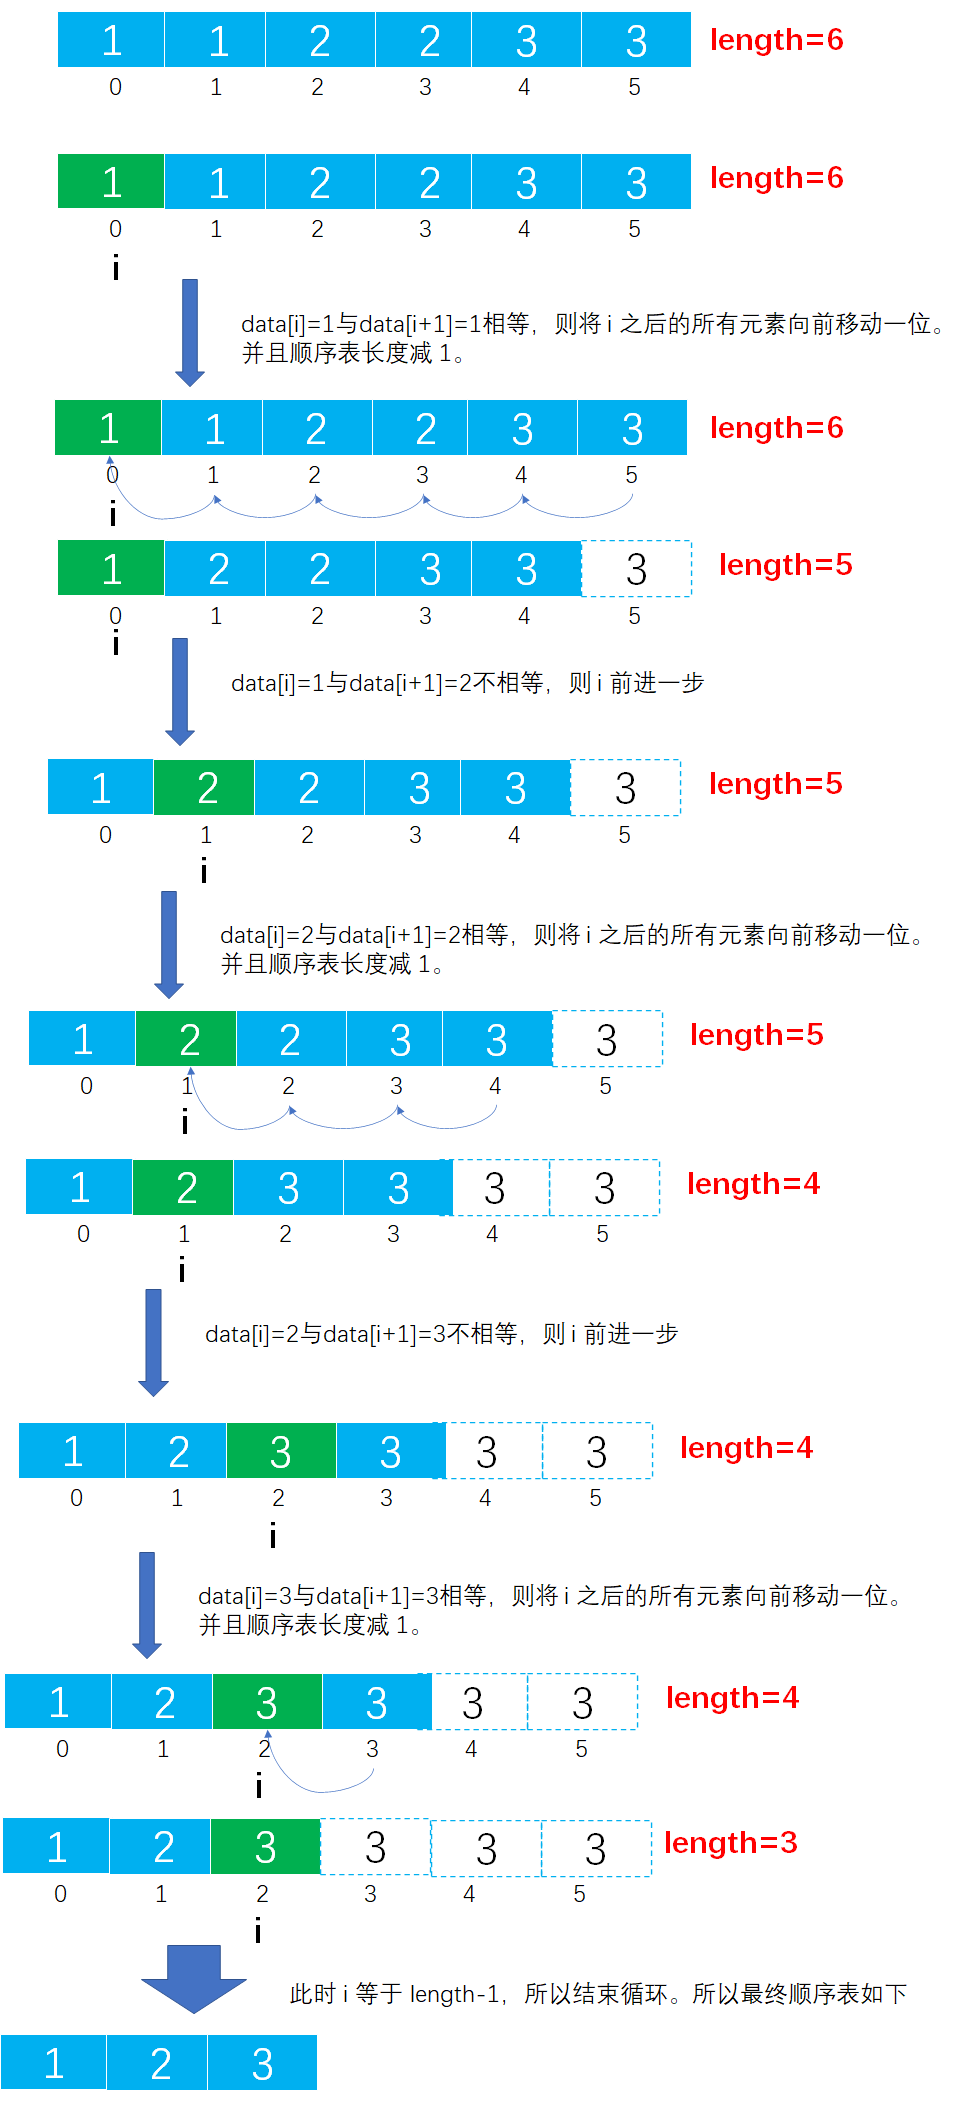 1 1 2 2 3 3 length=6
0 1 2 3 4 5
1 1 2 2 3 3 length=6
0 1 2 3 4 5
i
data[i]=1与data[i+1]=1相等，则将 i 之后的所有元素向前移动一位。
并且顺序表长度减 1。
1 1 2 2 3 3 length=6
0 1 2 3 4 5
i
1 2 2 3 3 3 length=5
0 1 2 3 4 5
i
data[i]=1与data[i+1]=2不相等，则 i 前进一步
1 2 2 3 3 3 length=5
0 1 2 3 4 5
i
data[i]=2与data[i+1]=2相等，则将 i 之后的所有元素向前移动一位。
并且顺序表长度减 1。
1 2 2 3 3 3 length=5
0 1 2 3 4 5
i
1 2 3 3 3 3 length=4
0 1 2 3 4 5
i
data[i]=2与data[i+1]=3不相等，则 i 前进一步
1 2 3 3 3 3 length=4
0 1 2 3 4 5
i
data[i]=3与data[i+1]=3相等，则将 i 之后的所有元素向前移动一位。
并且顺序表长度减 1。
1 2 3 3 3 3 length=4
0 1 2 3 4 5
i
1 2 3 3 3 3 length=3
0 1 2 3 4 5
i
此时 i 等于 length-1，所以结束循环。所以最终顺序表如下
1 2 3